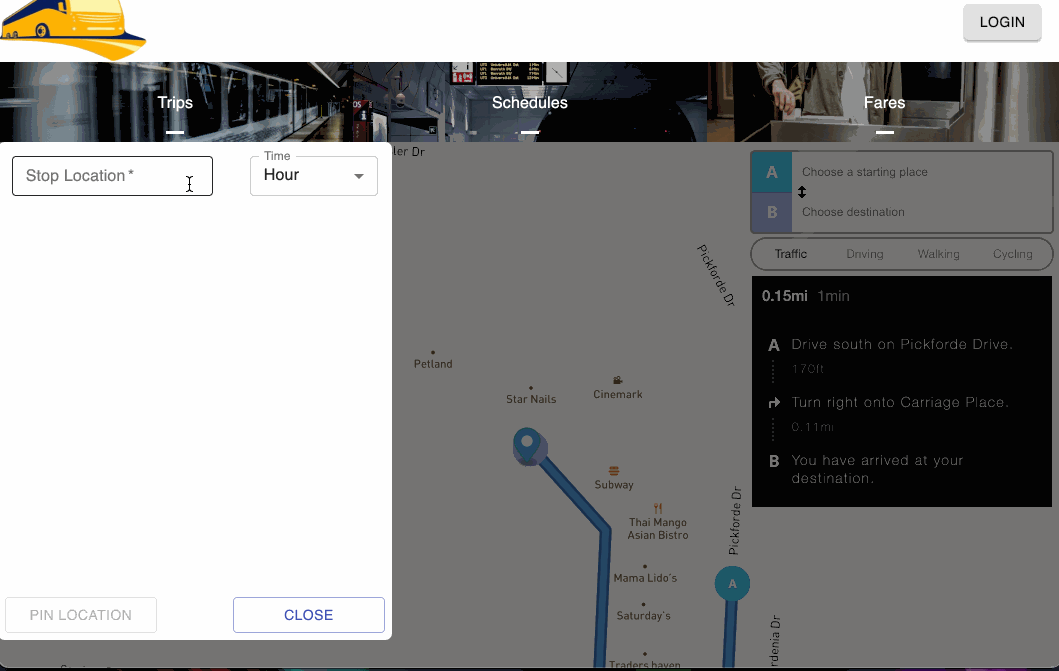 LOGIN
Trips
Schedules
Fares
Stop Location *
Time
Hour
ler Dr
Choose a starting place
Choose destination
A
B
Traffic
Driving
Walking
Cycling
Pickforde Dr
0.15mi 1min
A Drive south on Pickforde Drive.
170ft
Turn right onto Carriage Place.
0.11mi
B You have arrived at your
destination.
Petland
Star Nails
Cinemark
Subway
Thai Mango
Asian Bistro
Pickforde Dr
Mama Lido's
A
Saturday's
rdenia Dr
Traders haven
PIN LOCATION
CLOSE